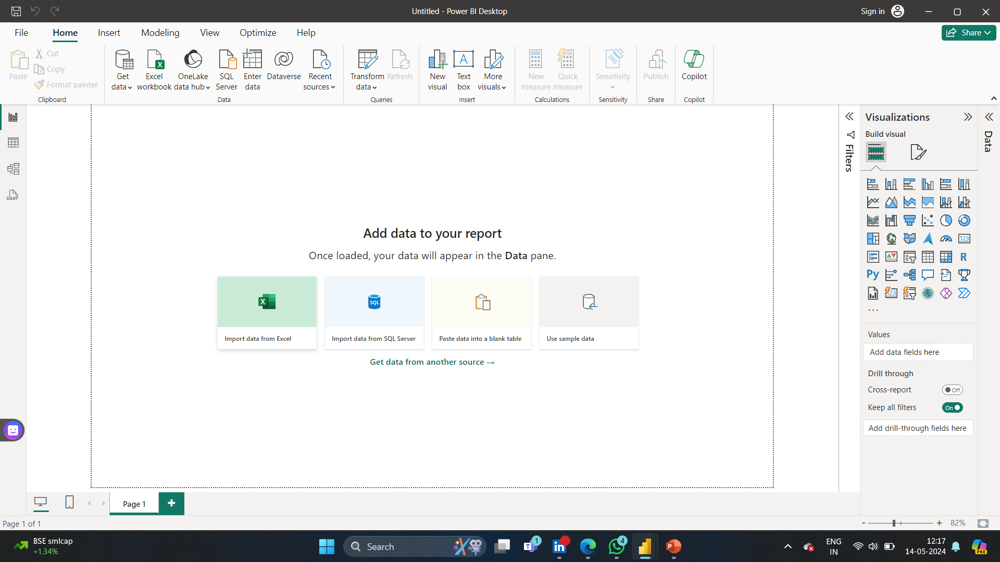 Untitled - Power BI Desktop
Sign in
File Home Insert Modeling View Optimize Help
Share
Paste
Cut
Copy
Format painter
Clipboard
Get data
Excel workbook
OneLake data hub
SQL Server
Enter data
Dataverse
Recent sources
Data
Transform data
Refresh
Queries
New visual
Text box
More visuals
Insert
New measure
Quick measure
Calculations
Sensitivity
Sensitivity
Publish
Share
Copilot
Copilot
DAX
Add data to your report
Once loaded, your data will appear in the Data pane.
X
SQL
Import data from Excel
Import data from SQL Server
Paste data into a blank table
Use sample data
Get data from another source →
Filters
Visualizations
Build visual
123
R
Py
123
...
Values
Add data fields here
Drill through
Cross-report
Off
Keep all filters
On
Add drill-through fields here
Data
Page 1
Page 1 of 1
- + 82%
BSE smlcap
+1.34%
Search
1
4
ENG
IN
12:17
14-05-2024
PRE